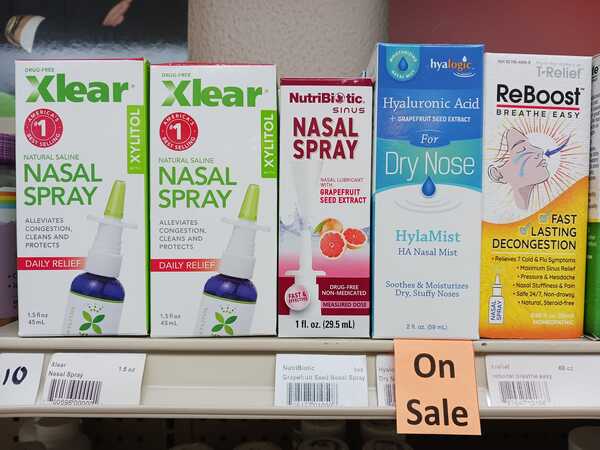 DRUG-FREE
Xlear
AMERICA'S
#1
BEST SELLING
XYLITOL
NATURAL SALINE
NASAL
SPRAY
ALLEVIATES
CONGESTION,
CLEANS AND
PROTECTS
DAILY RELIEF
1.5 fl oz
45 mL
DRUG-FREE
Xlear
AMERICA'S
#1
BEST SELLING
XYLITOL
NATURAL SALINE
NASAL
SPRAY
ALLEVIATES
CONGESTION,
CLEANS AND
PROTECTS
DAILY RELIEF
1.5 fl oz
45 mL
NutriBiotic
SINUS
NASAL
SPRAY
NASAL LUBRICANT
WITH
GRAPEFRUIT
SEED EXTRACT
FAST &
EFFECTIVE
DRUG-FREE
NON-MEDICATED
MEASURED DOSE
1 fl. oz. (29.5 mL)
MOISTURIZING
NASAL MIST
hyalogic
Hyaluronic Acid
+ GRAPEFRUIT SEED EXTRACT
For
Dry Nose
HylaMist
HA Nasal Mist
Soothes & Moisturizes
Dry, Stuffy Noses
2 fl. oz (59 mL)
T-Relief
ReBoost
BREATHE EASY
FAST
LASTING
DECONGESTION
• Relieves 7 Cold & Flu Symptoms
• Maximum Sinus Relief
• Pressure & Headache
• Nasal Stuffiness & Pain
• Safe 24/7, Non-drowsy
• Natural, Steroid-free
NASAL SPRAY
HOMEOPATHIC
10
Xlear
Nasal Spray
1.5 oz
NutriBiotic
Grapefruit Seed Nasal Spray
On
Sale